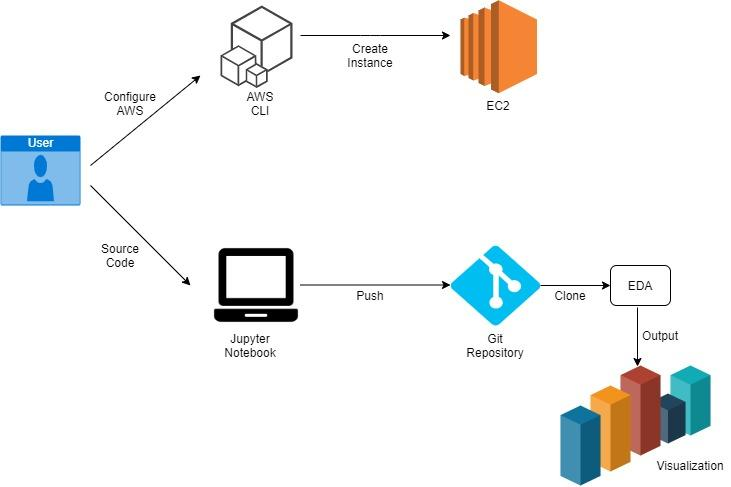 Create
Instance
AWS
CLI
EC2
Configure
AWS
User
Source
Code
Push
Clone
EDA
Jupyter
Notebook
Git
Repository
Output
Visualization